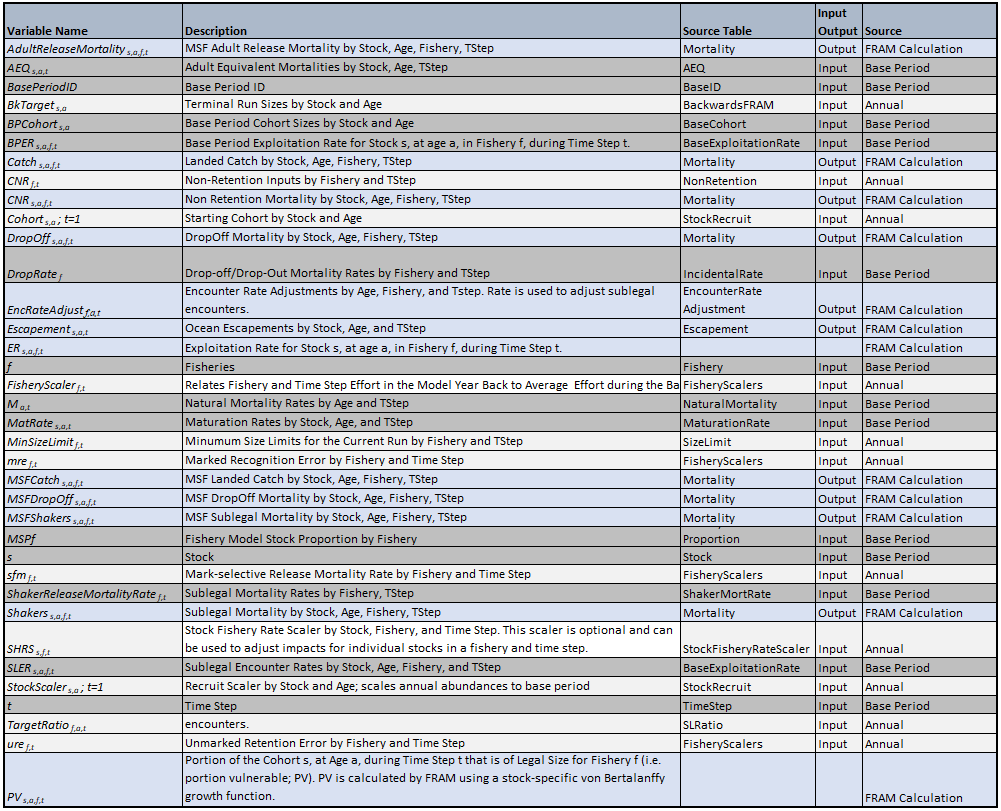 Variable Name Description Source Table Input Output Source
AdultReleaseMortality s,a,f,t MSF Adult Release Mortality by Stock, Age, Fishery, TStep Mortality Output FRAM Calculation
AEQ s,a,t Adult Equivalent Mortalities by Stock, Age, TStep AEQ Input Base Period
BasePeriodID Base Period ID BaseID Input Base Period
BkTarget s,a Terminal Run Sizes by Stock and Age BackwardsFRAM Input Annual
BPCohort s,a Base Period Cohort Sizes by Stock and Age BaseCohort Input Base Period
BPER s,a,f,t Base Period Exploitation Rate for Stock s, at age a, in Fishery f, during Time Step t. BaseExploitationRate Input Base Period
Catch s,a,f,t Landed Catch by Stock, Age, Fishery, TStep Mortality Output FRAM Calculation
CNR f,t Non-Retention Inputs by Fishery and TStep NonRetention Input Annual
CNR s,a,f,t Non Retention Mortality by Stock, Age, Fishery, TStep Mortality Output FRAM Calculation
Cohort s,a ; t=1 Starting Cohort by Stock and Age StockRecruit Input Annual
DropOff s,a,f,t DropOff Mortality by Stock, Age, Fishery, TStep Mortality Output FRAM Calculation
DropRate f Drop-off/Drop-Out Mortality Rates by Fishery and TStep IncidentalRate Input Base Period
Encounter Rate Adjustments by Age, Fishery, and Tstep. Rate is used to adjust sublegal EncounterRate
EncRateAdjust f,a,t encounters. Adjustment Output FRAM Calculation
Escapement s,a,t Ocean Escapements by Stock, Age, and TStep Escapement Output FRAM Calculation
ER s,a,f,t Exploitation Rate for Stock s, at age a, in Fishery f, during Time Step t. FRAM Calculation
f Fisheries Fishery Input Base Period
FisheryScaler f,t Relates Fishery and Time Step Effort in the Model Year Back to Average Effort during the Ba FisheryScalers Input Annual
M a,t Natural Mortality Rates by Age and TStep NaturalMortality Input Base Period
MatRate s,a,t Maturation Rates by Stock, Age, and TStep MaturationRate Input Base Period
MinSizeLimit f,t Minumum Size Limits for the Current Run by Fishery and TStep SizeLimit Input Annual
mre f,t Marked Recognition Error by Fishery and Time Step FisheryScalers Input Annual
MSFCatch s,a,f,t MSF Landed Catch by Stock, Age, Fishery, TStep Mortality Output FRAM Calculation
MSFDropOff s,a,f,t MSF DropOff Mortality by Stock, Age, Fishery, TStep Mortality Output FRAM Calculation
MSFShakers s,a,f,t MSF Sublegal Mortality by Stock, Age, Fishery, TStep Mortality Output FRAM Calculation
MSPf Fishery Model Stock Proportion by Fishery Proportion Input Base Period
s Stock Stock Input Base Period
sfm f,t Mark-selective Release Mortality Rate by Fishery and Time Step FisheryScalers Input Annual
ShakerReleaseMortalityRate f,t Sublegal Mortality Rates by Fishery, TStep ShakerMortRate Input Base Period
Shakers s,a,f,t Sublegal Mortality by Stock, Age, Fishery, TStep Mortality Output FRAM Calculation
Stock Fishery Rate Scaler by Stock, Fishery, and Time Step. This scaler is optional and can
SHRS s,f,t be used to adjust impacts for individual stocks in a fishery and time step. StockFisheryRateScaler Input Annual
SLER s,a,f,t Sublegal Encounter Rates by Stock, Age, Fishery, and TStep BaseExploitationRate Input Base Period
StockScaler s,a ; t=1 Recruit Scaler by Stock and Age; scales annual abundances to base period StockRecruit Input Annual
t Time Step TimeStep Input Base Period
TargetRatio f,a,t encounters. SLRatio Input Annual
ure f,t Unmarked Retention Error by Fishery and Time Step FisheryScalers Input Annual
Portion of the Cohort s, at Age a, during Time Step t that is of Legal Size for Fishery f (i.e.
portion vulnerable; PV). PV is calculated by FRAM using a stock-specific von Bertalanffy
PV s,a,f,t growth function. FRAM Calculation